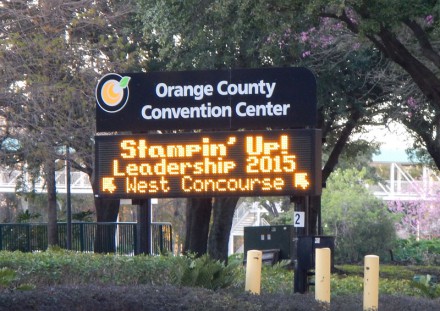 Orange County
Convention Center
Stampin' Up!
Leadership 2015
West Concourse
2